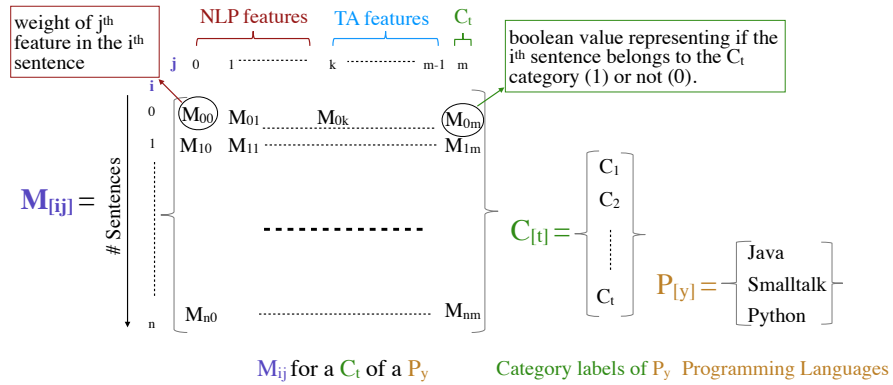 weight of jth
feature in the ith
sentence
NLP features
TA features
Ct
boolean value representing if the
ith sentence belongs to the Ct
category (1) or not (0).
j 0 1 k m-1 m
i
0 M00 M01 M0k M0m
1 M10 M11 M1m
M[ij]=
# Sentences
n Mn0 Mnm
C[t]=
C1
C2
Ct
P[y]=
Java
Smalltalk
Python
Mij for a Ct of a Py
Category labels of Py Programming Languages